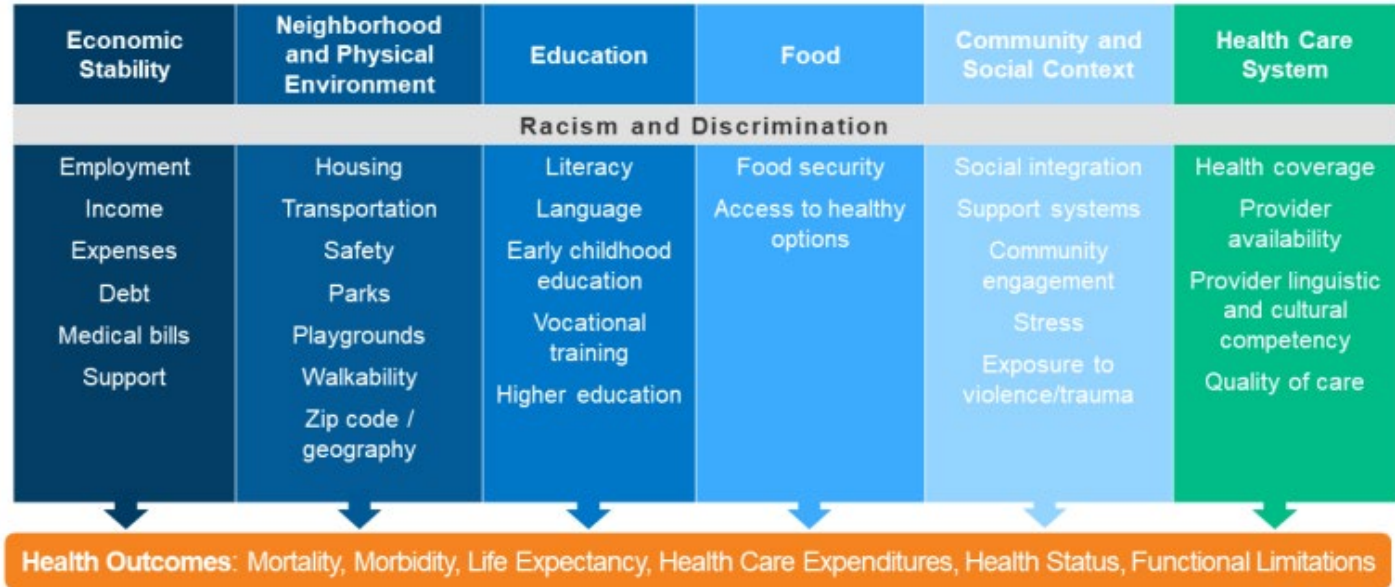 Economic
Stability
Neighborhood
and Physical
Environment
Education
Food
Community and
Social Context
Health Care
System
Racism and Discrimination
Employment
Income
Expenses
Debt
Medical bills
Support
Housing
Transportation
Safety
Parks
Playgrounds
Walkability
Zip code /
geography
Literacy
Language
Early childhood
education
Vocational
training
Higher education
Food security
Access to healthy
options
Social integration
Support systems
Community
engagement
Stress
Exposure to
violence/trauma
Health coverage
Provider
availability
Provider linguistic
and cultural
competency
Quality of care
Health Outcomes: Mortality, Morbidity, Life Expectancy, Health Care Expenditures, Health Status, Functional Limitations